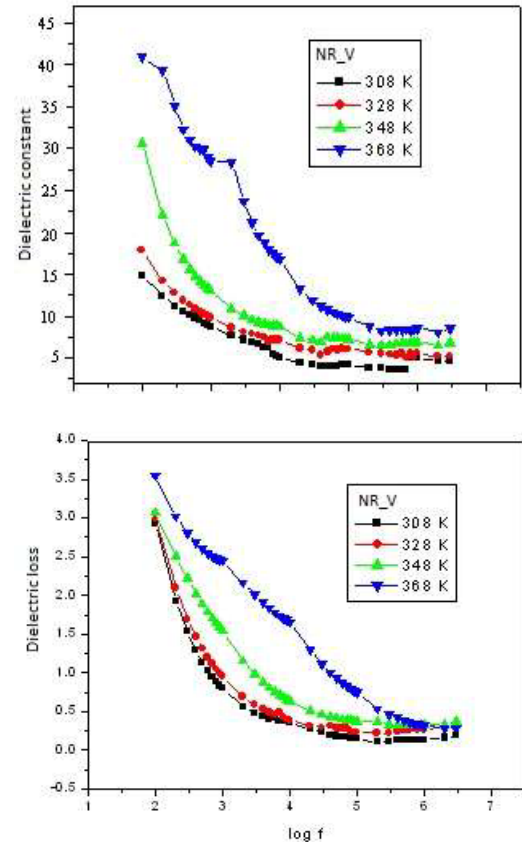 45
40
35
30
25
20
15
10
5
Dielectric constant
NR_V
308 K
328 K
348 K
368 K
4.0
3.5
3.0
2.5
2.0
1.5
1.0
0.5
0.0
-0.5
Dielectric loss
NR_V
308 K
328 K
348 K
368 K
1 2 3 4 5 6 7
log f